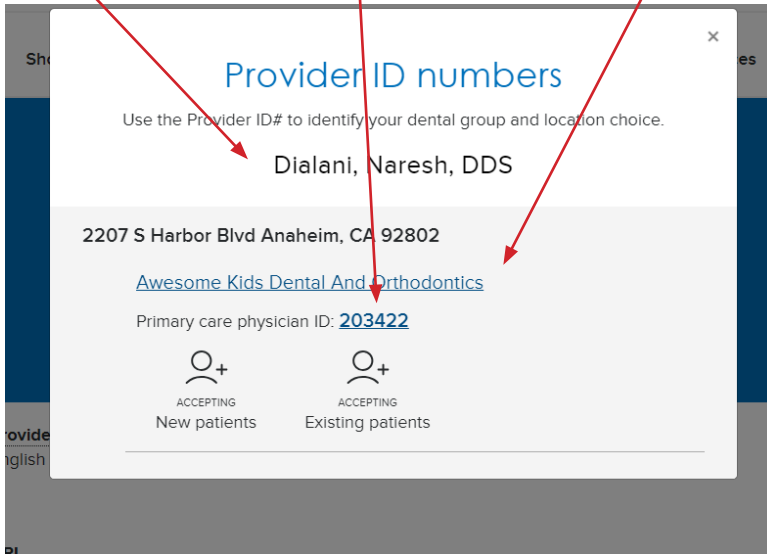 ×
Provider ID numbers
Use the Provider ID# to identify your dental group and location choice.
Dialani, Naresh, DDS
2207 S Harbor Blvd Anaheim, CA 92802
Awesome Kids Dental And Orthodontics
Primary care physician ID: 203422
ACCEPTING ACCEPTING
New patients Existing patients